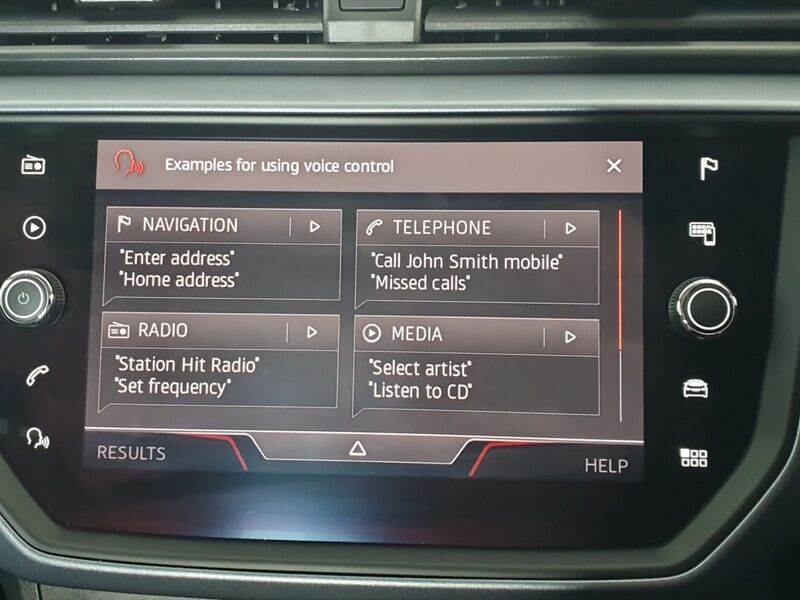 Examples for using voice control
NAVIGATION
"Enter address"
"Home address"
TELEPHONE
"Call John Smith mobile"
"Missed calls"
RADIO
"Station Hit Radio"
"Set frequency"
MEDIA
"Select artist"
"Listen to CD"
RESULTS
HELP